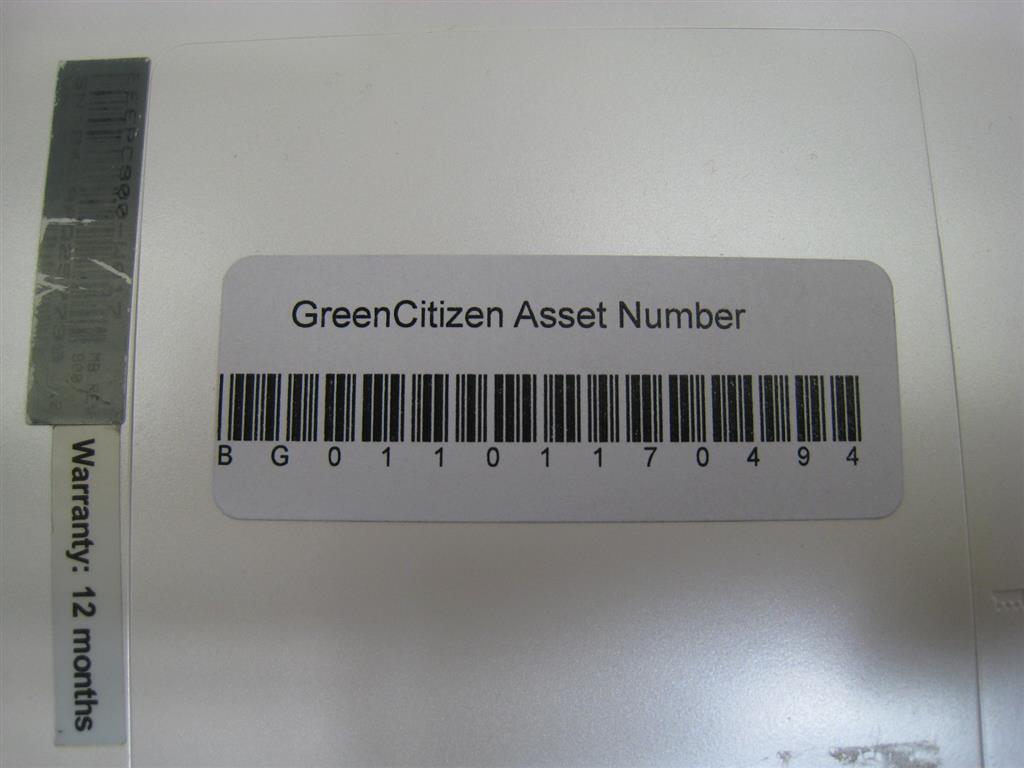 GreenCitizen Asset Number
BG01101170494
Warranty: 12 months